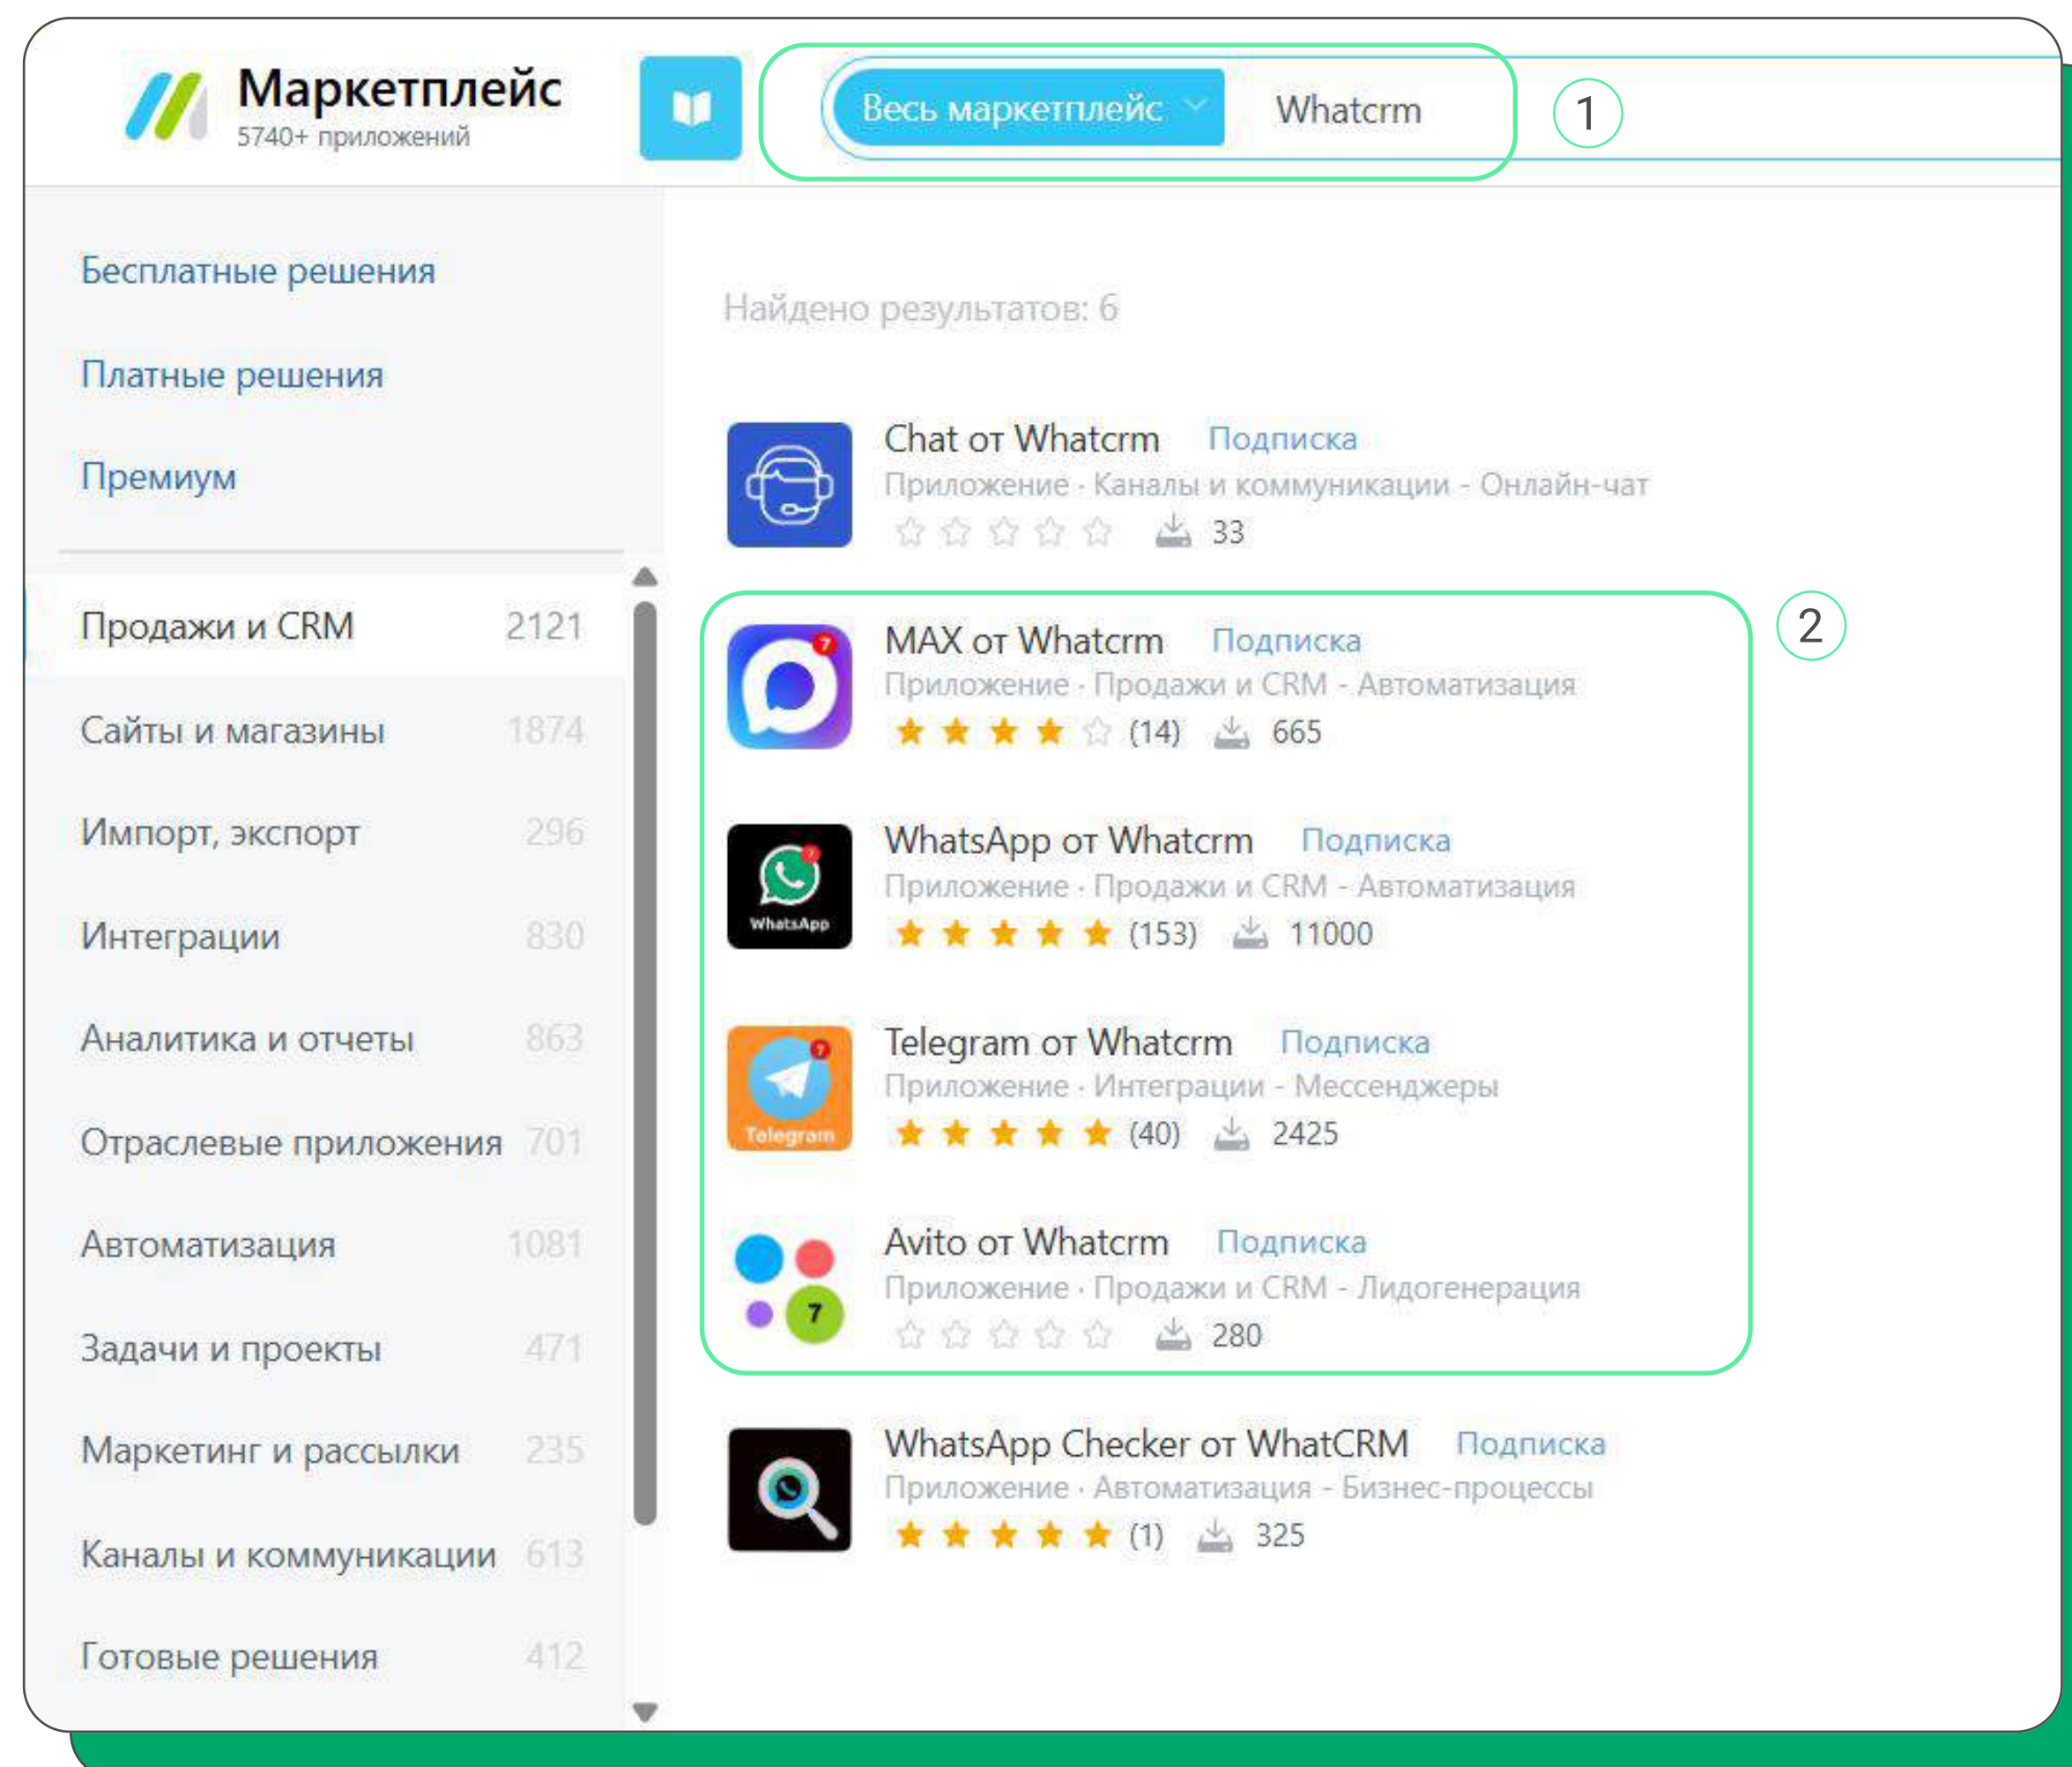 Маркетплейс
5740+ приложений
Весь маркетплейс
Whatcrm
1
Бесплатные решения
Платные решения
Премиум
Продажи и CRM 2121
Сайты и магазины 1874
Импорт, экспорт 296
Интеграции 830
Аналитика и отчеты 863
Отраслевые приложения 701
Автоматизация 1081
Задачи и проекты 471
Маркетинг и рассылки 235
Каналы и коммуникации 613
Готовые решения 412
Найдено результатов: 6
Chat от Whatcrm Подписка
Приложение · Каналы и коммуникации - Онлайн-чат
33
2
7
MAX от Whatcrm Подписка
Приложение · Продажи и CRM - Автоматизация
(14) 665
WhatsApp
WhatsApp от Whatcrm Подписка
Приложение · Продажи и CRM - Автоматизация
(153) 11000
7
Telegram
Telegram от Whatcrm Подписка
Приложение · Интеграции - Мессенджеры
(40) 2425
7
Avito от Whatcrm Подписка
Приложение · Продажи и CRM - Лидогенерация
280
WhatsApp Checker от WhatCRM Подписка
Приложение · Автоматизация - Бизнес-процессы
(1) 325